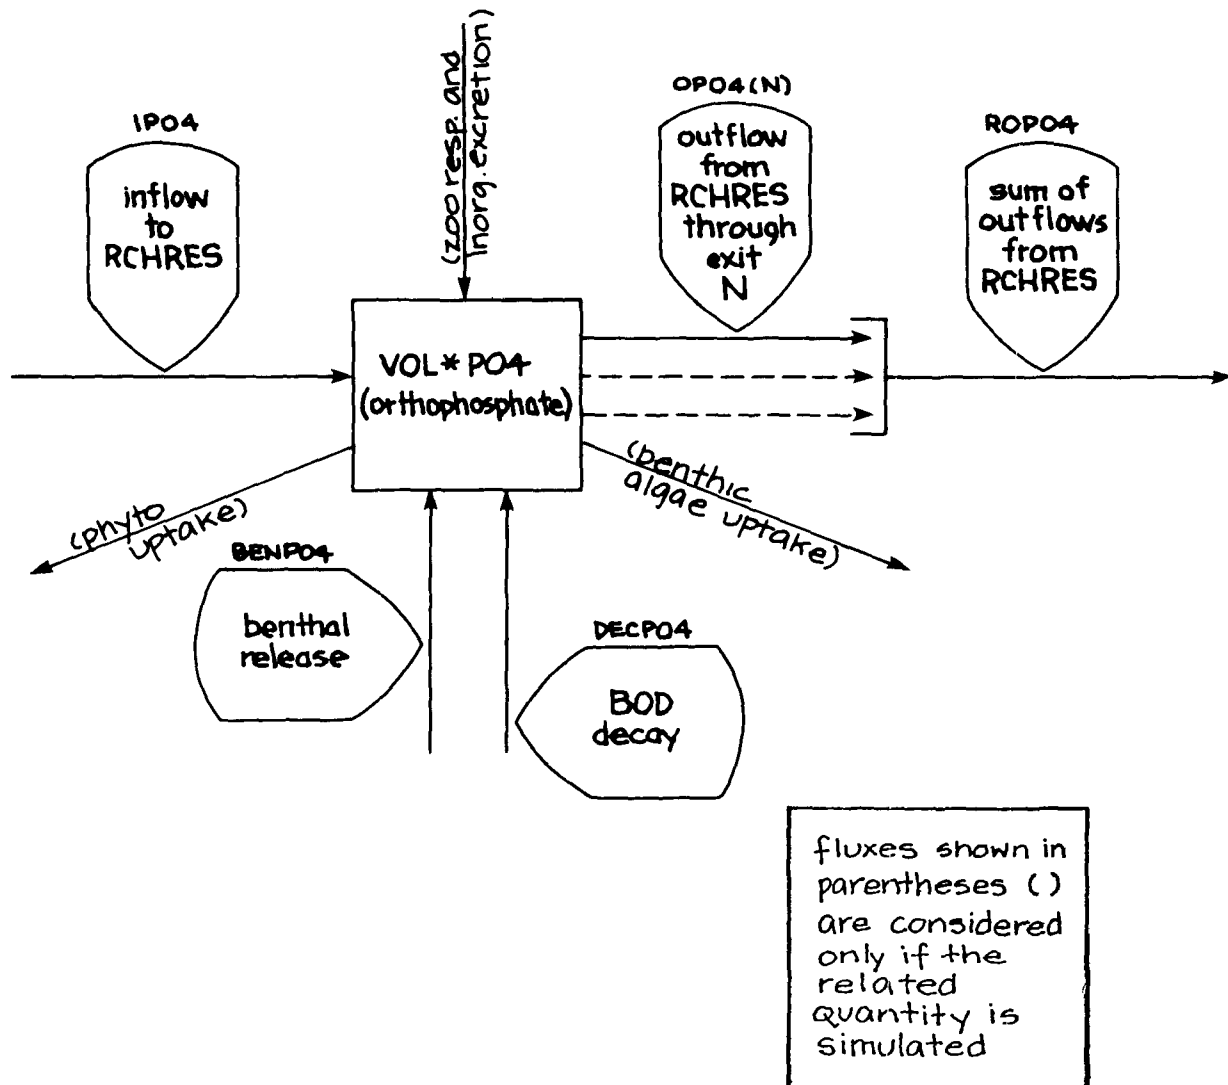 (zoo resp. and
inorg. excretion)
IPO4
inflow
to
RCHRES
OPO4(N)
outflow
from
RCHRES
through
exit
N
ROPO4
sum of
outflows
from
RCHRES
VOL*PO4
(orthophosphate)
(phyto
uptake)
(benthic
algae uptake)
BENPO4
benthal
release
DECPO4
BOD
decay
fluxes shown in
parentheses ( )
are considered
only if the
related
quantity is
simulated